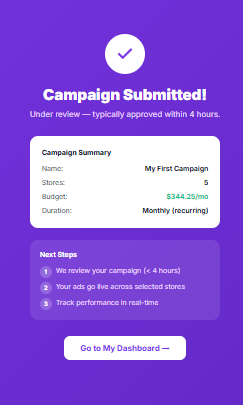 Campaign Submitted!
Under review — typically approved within 4 hours.
Campaign Summary
Name: My First Campaign
Stores: 5
Budget: $344.25/mo
Duration: Monthly (recurring)
Next Steps
1 We review your campaign (< 4 hours)
2 Your ads go live across selected stores
3 Track performance in real-time
Go to My Dashboard →